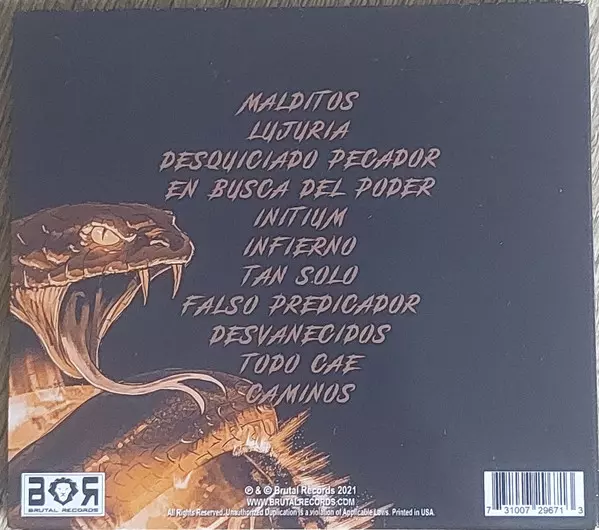 MALDITOS
LUJURIA
DESQUICIADO PECADOR
EN BUSCA DEL PODER
INITIUM
INFIERNO
TAN SOLO
FALSO PREDICADOR
DESVANECIDOS
TODO CAE
CAMINOS
BR
BRUTAL RECORDS
℗ & © Brutal Records 2021
WWW.BRUTALRECORDS.COM
All Rights Reserved. Unauthorized Duplication is a violation of Applicable Laws. Printed in USA.
7 31007 29671 3